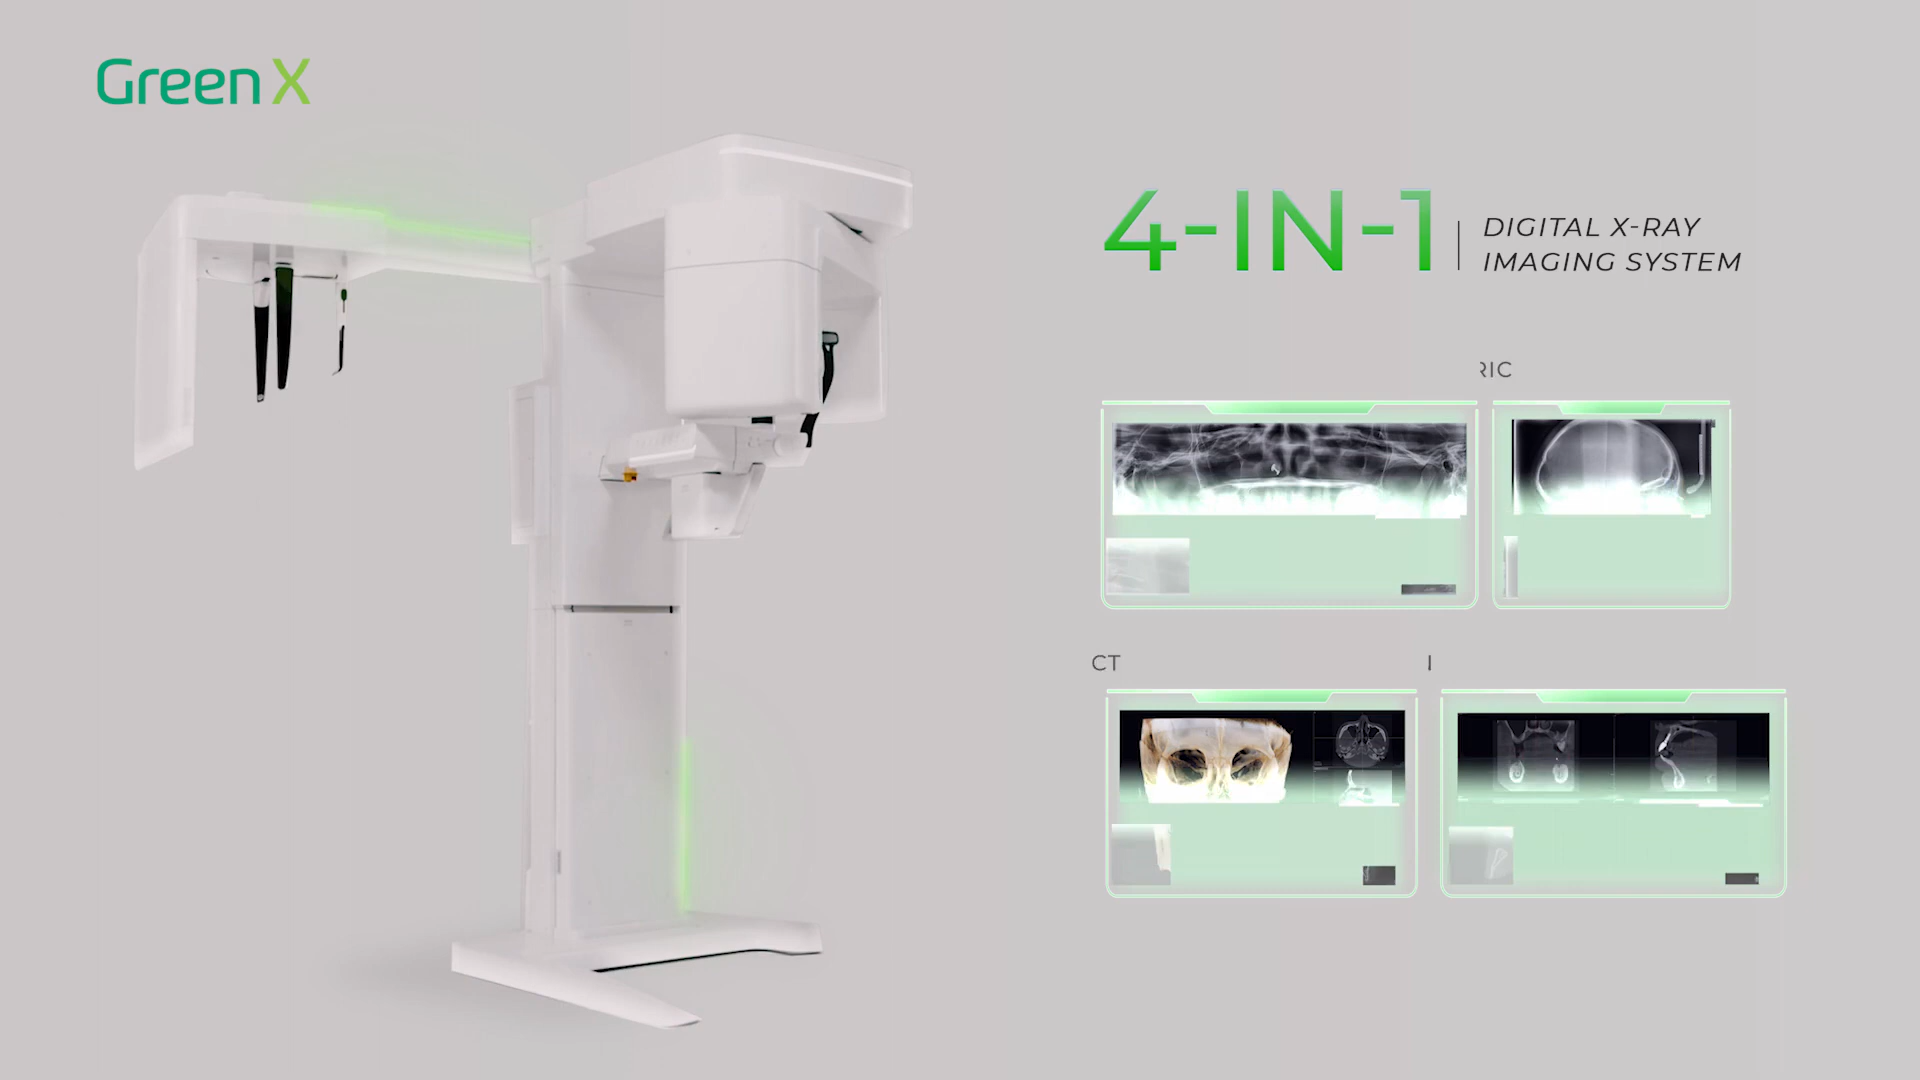 Green X
4-IN-1
DIGITAL X-RAY
IMAGING SYSTEM
RIC
CT